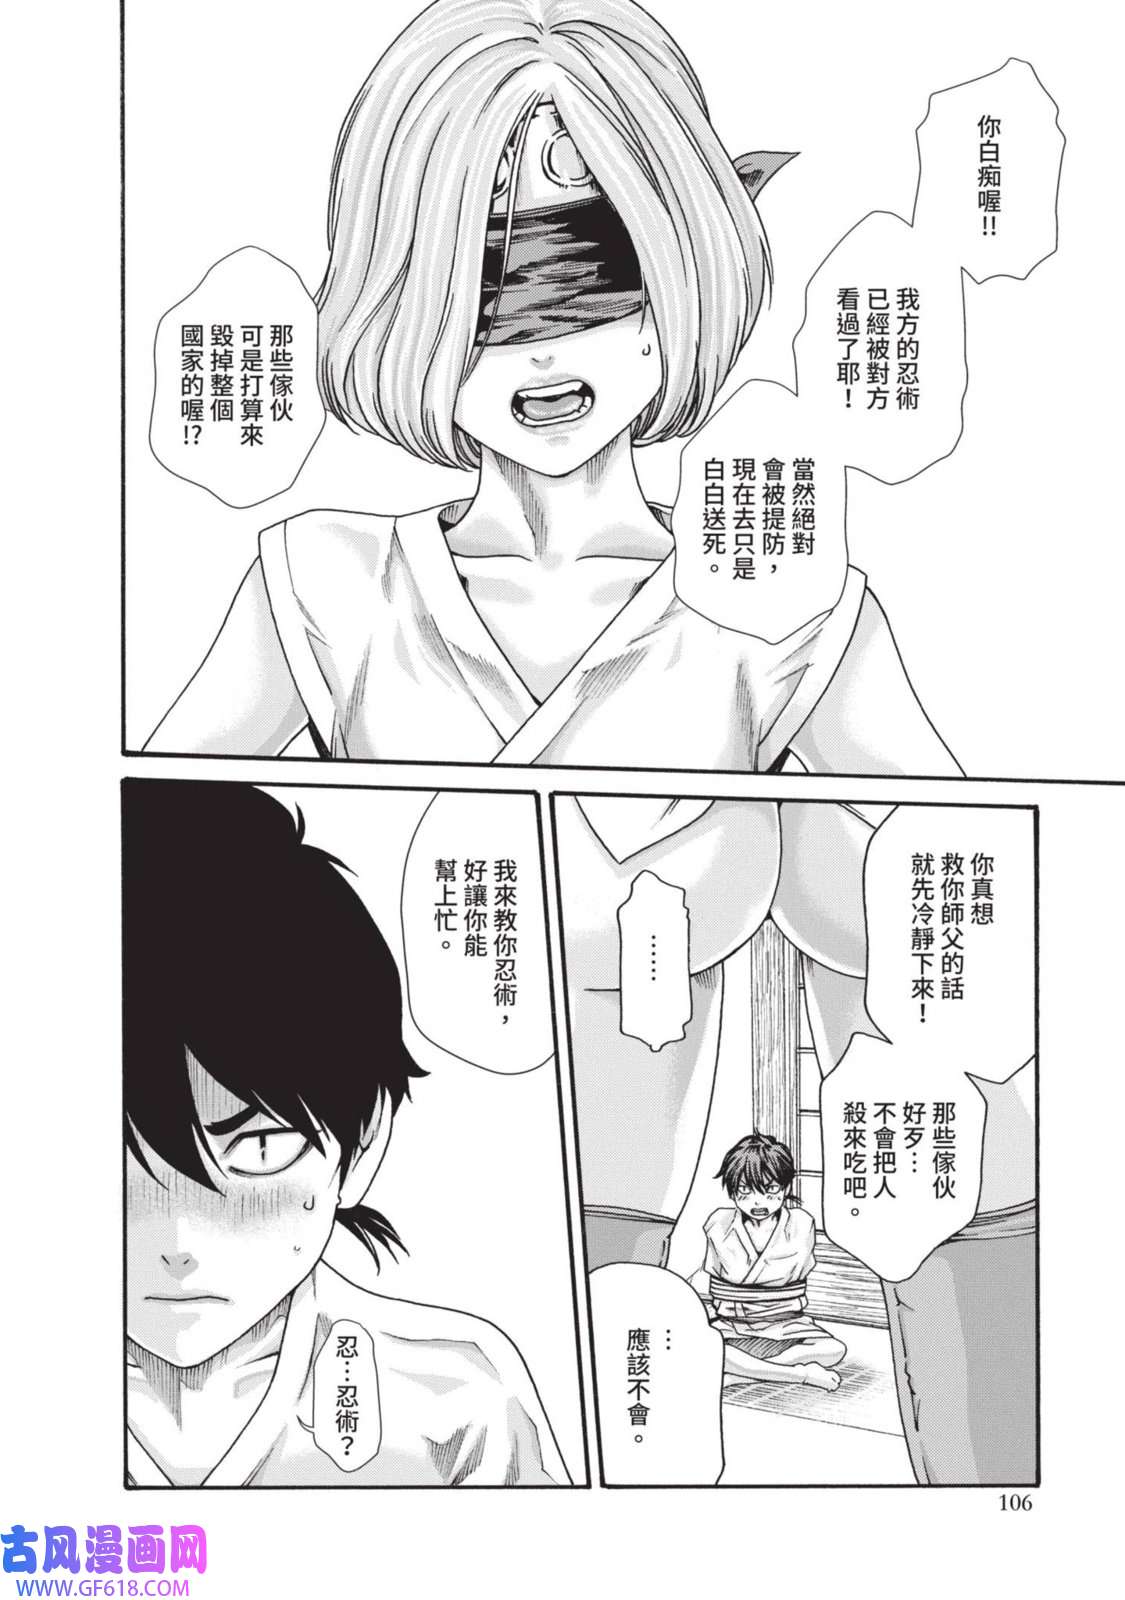 你白痴喔!!
我方的忍術
已經被對方
看過了耶！
當然絕對
會被提防，
現在去只是
白白送死。
那些傢伙
可是打算來
毀掉整個
國家的喔!?
你真想
救你師父的話
就先冷靜下來！
那些傢伙
好歹…
不會把人
殺來吃吧。
……
…
應該不會。
我來教你忍術，
好讓你能
幫上忙。
忍…忍術？
106
古风漫画网
WWW.GF618.COM